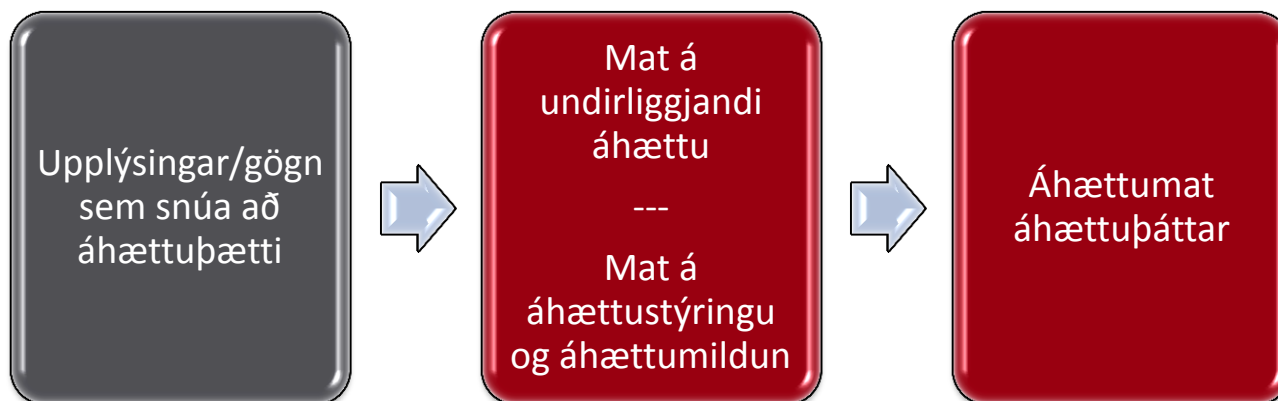 Upplýsingar/gögn
sem snúa að
áhættuþætti
Mat á
undirliggjandi
áhættu
---
Mat á
áhættustýringu
og áhættumildun
Áhættumat
áhættuþáttar